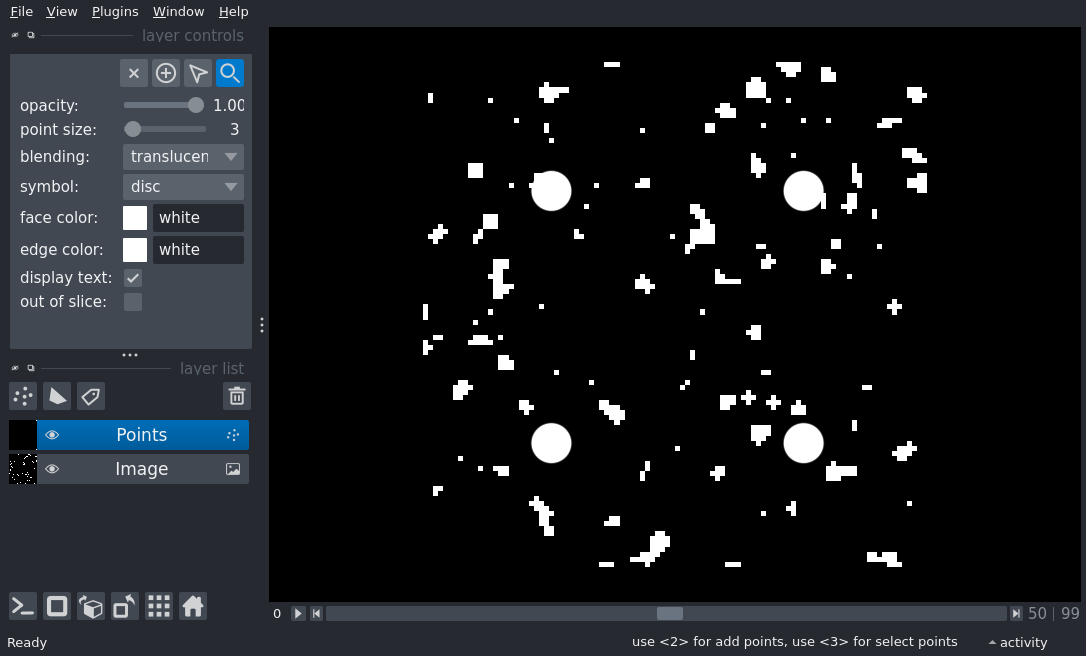 File View Plugins Window Help
layer controls
opacity: 1.00
point size: 3
blending: translucen
symbol: disc
face color: white
edge color: white
display text:
out of slice:
layer list
Points
Image
0 50 | 99
Ready use <2> for add points, use <3> for select points activity